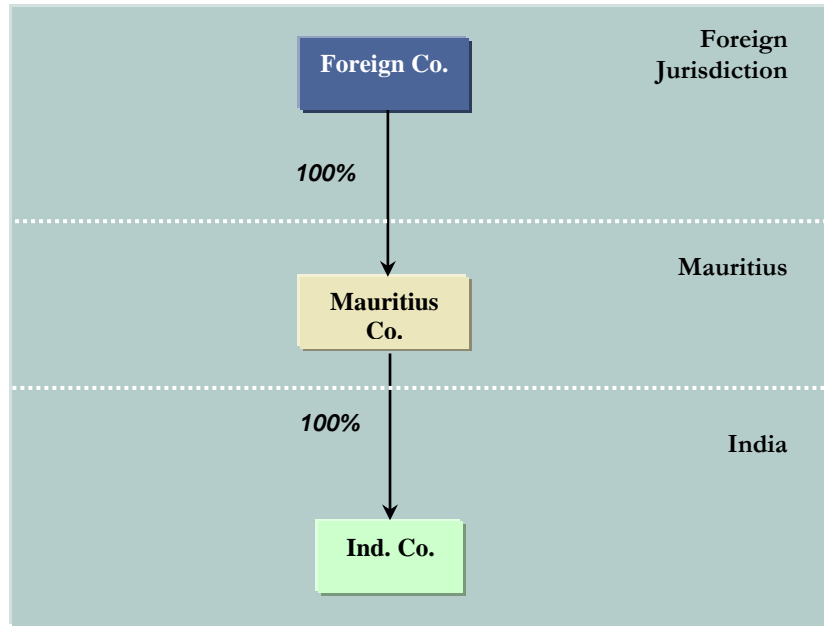 Foreign Co.
Foreign
Jurisdiction
100%
Mauritius
Mauritius
Co.
100%
India
Ind. Co.